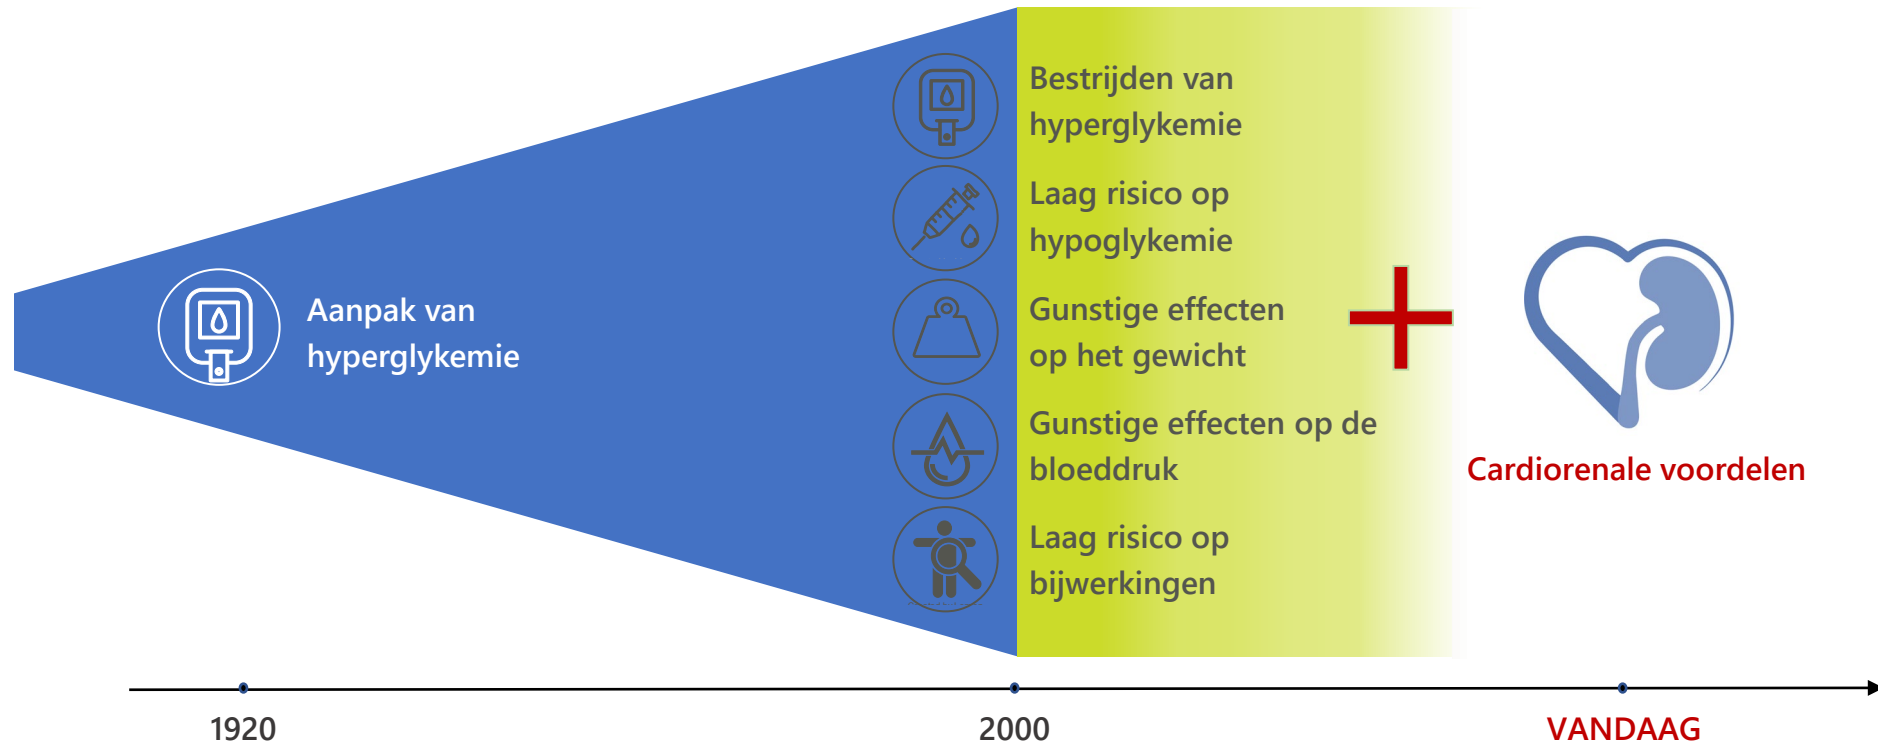 Aanpak van
hyperglykemie
Bestrijden van
hyperglykemie
Laag risico op
hypoglykemie
Gunstige effecten
op het gewicht
Gunstige effecten op de
bloeddruk
Laag risico op
bijwerkingen
Cardiorenale voordelen
1920
2000
VANDAAG